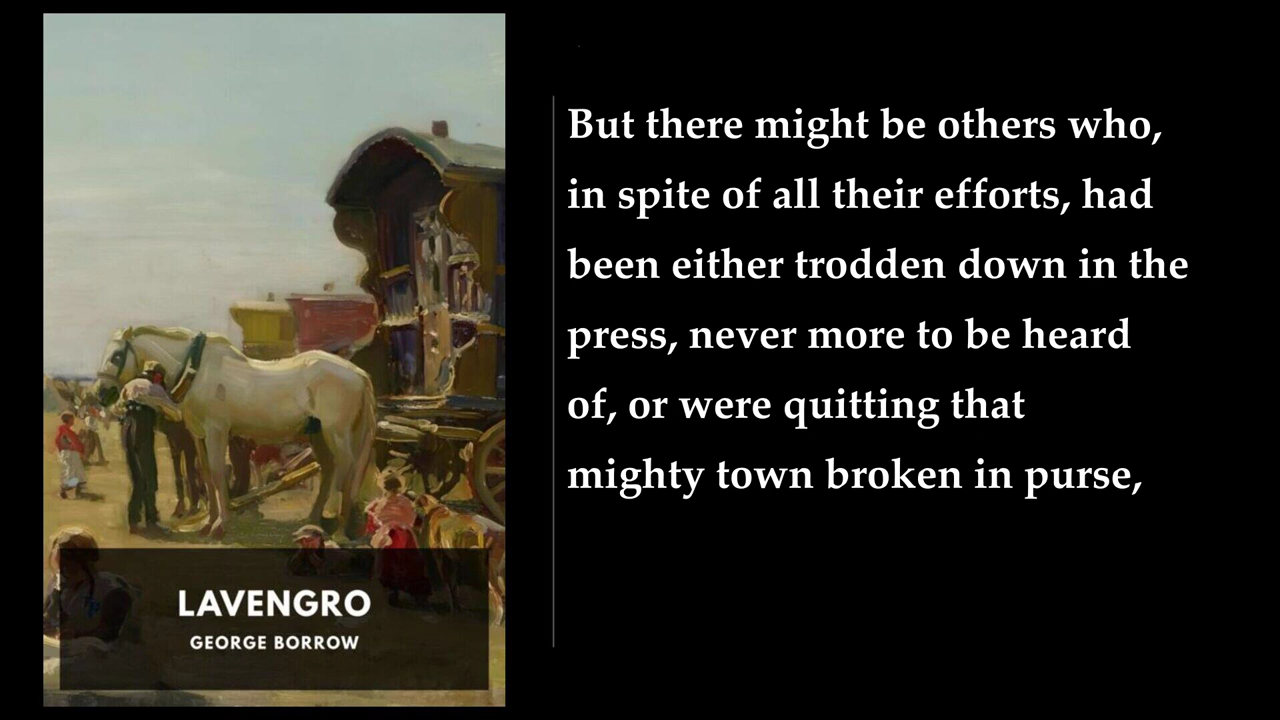 LAVENGRO
GEORGE BORROW
But there might be others who,
in spite of all their efforts, had
been either trodden down in the
press, never more to be heard
of, or were quitting that
mighty town broken in purse,